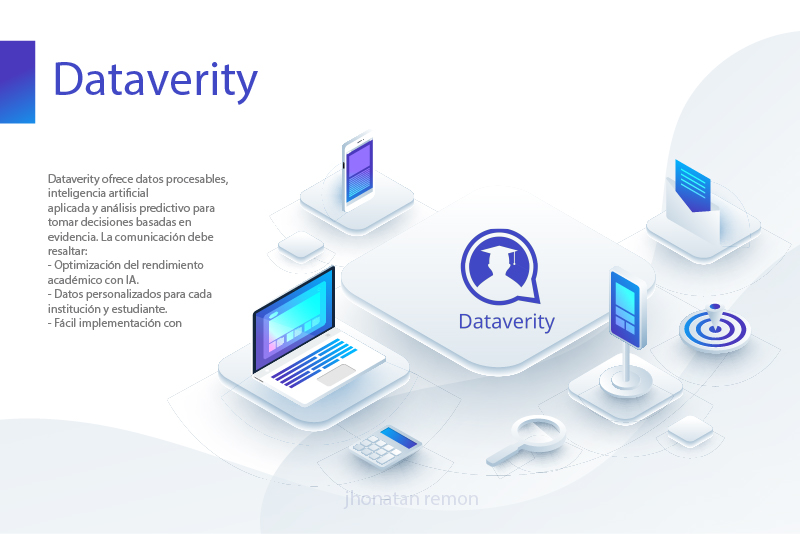 Dataverity
Dataverity ofrece datos procesables,
inteligencia artificial
aplicada y análisis predictivo para
tomar decisiones basadas en
evidencia. La comunicación debe
resaltar:
- Optimización del rendimiento
académico con IA.
- Datos personalizados para cada
institución y estudiante.
- Fácil implementación con
Dataverity
jhonatan remon